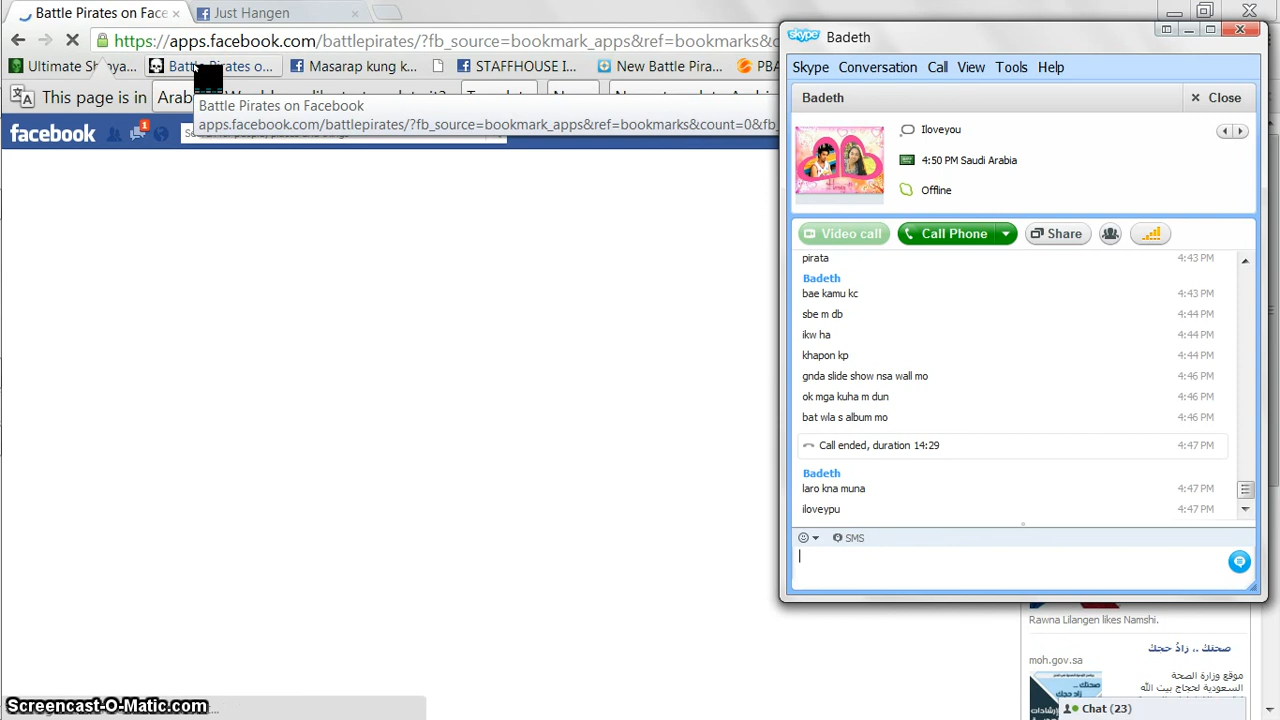 Battle Pirates on Face
Just Hangen
https://apps.facebook.com/battlepirates/?fb_source=bookmark_apps&ref=bookmarks&c
Battle Pirates o...
Masarap kung k...
STAFFHOUSE I...
New Battle Pira...
PBA
This page is in
Arab
Battle Pirates on Facebook
apps.facebook.com/battlepirates/?fb_source=bookmark_apps&ref=bookmarks&count=0&fb_
facebook
1
Badeth
Skype Conversation Call View Tools Help
Badeth
Close
Iloveyou
4:50 PM Saudi Arabia
Offline
Video call
Call Phone
Share
pirata 4:43 PM
Badeth
bae kamu kc 4:43 PM
sbe m db 4:44 PM
ikw ha 4:44 PM
khapon kp 4:44 PM
gnda slide show nsa wall mo 4:46 PM
ok mga kuha m dun 4:46 PM
bat wla s album mo 4:46 PM
Call ended, duration 14:29 4:47 PM
Badeth
laro kna muna 4:47 PM
iloveypu 4:47 PM
SMS
Rawna Lilangen likes Namshi.
صحتك .. زادُ حجك
moh.gov.sa
موقع وزارة الصحة
السعودية لحجاج بيت الله
Chat (23)
Screencast-O-Matic.com